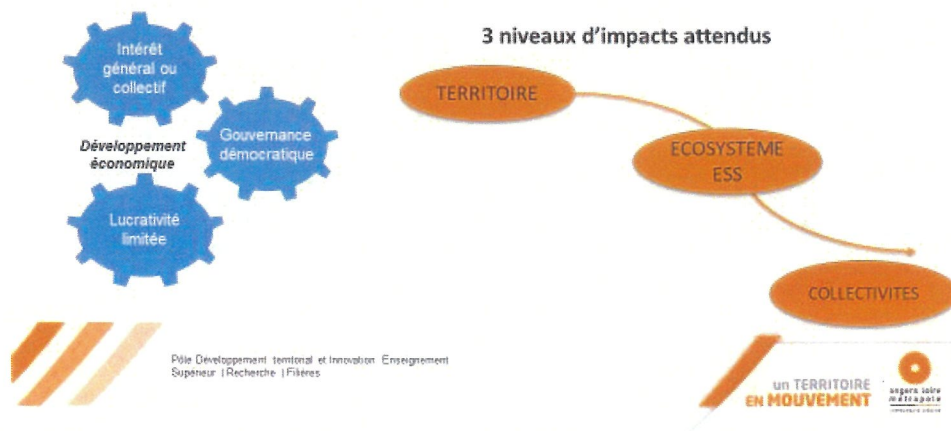 Intérêt
général ou
collectif
Développement
économique
Gouvernance
démocratique
Lucrativité
limitée
3 niveaux d'impacts attendus
TERRITOIRE
ECOSYSTEME
ESS
COLLECTIVITES
Pôle Développement territorial et Innovation Enseignement
Supérieur | Recherche | Filières
un TERRITOIRE
EN MOUVEMENT
angers loire
métropole